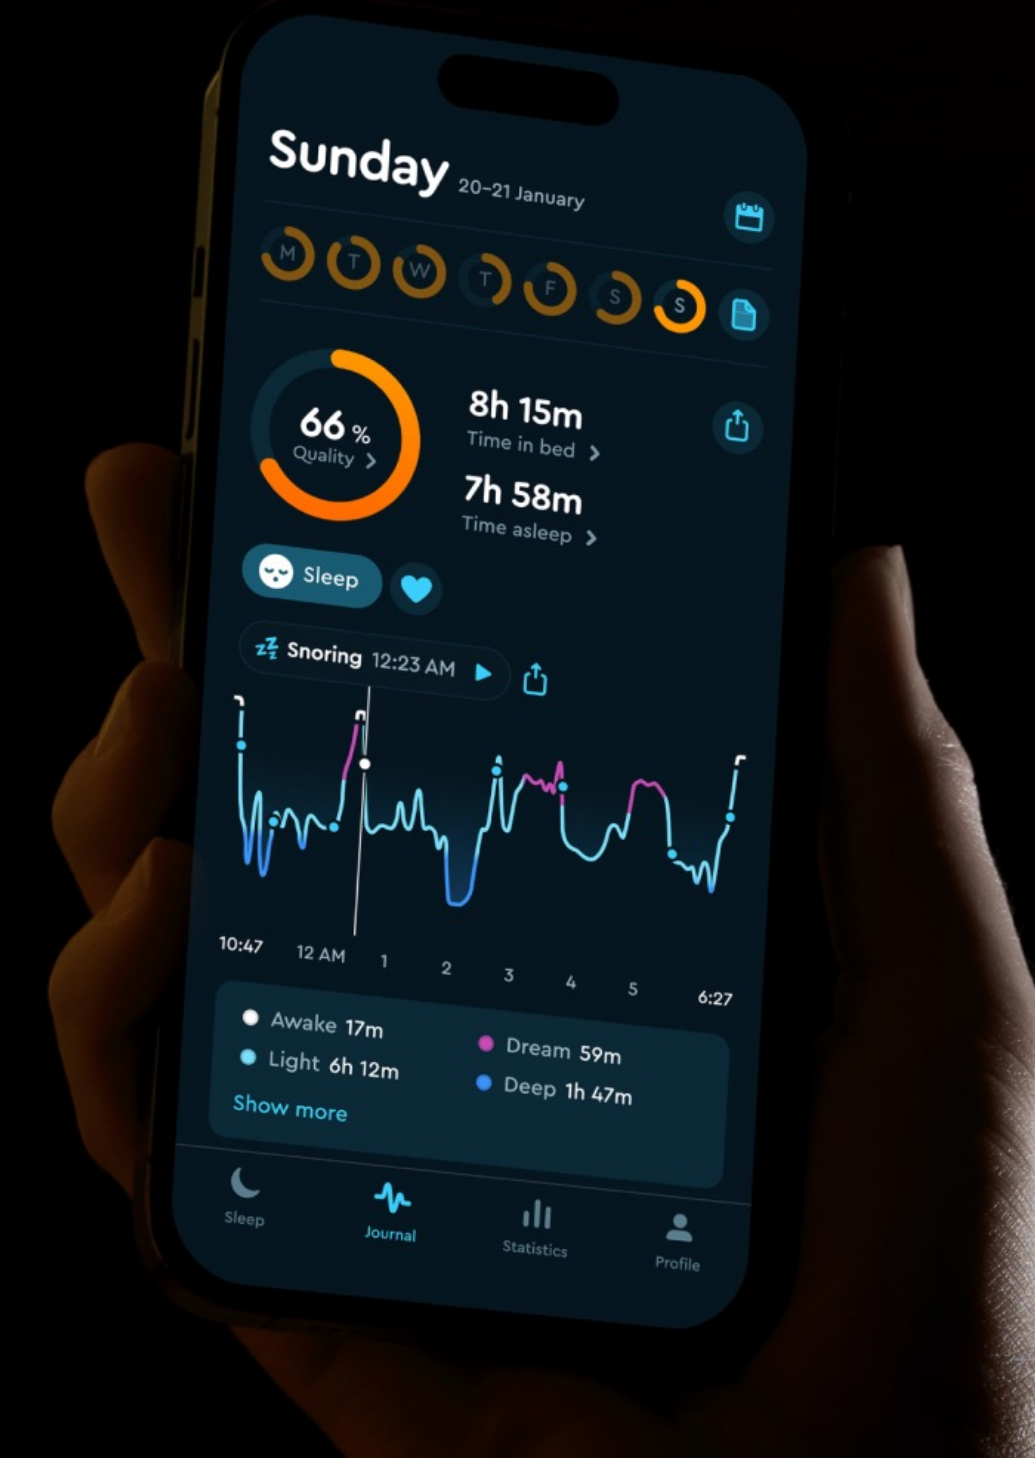 Sunday 20–21 January
M T W T F S S
66 %
Quality
8h 15m
Time in bed
7h 58m
Time asleep
Sleep
Snoring 12:23 AM
10:47 12 AM 1 2 3 4 5 6:27
Awake 17m
Dream 59m
Light 6h 12m
Deep 1h 47m
Show more
Sleep Journal Statistics Profile